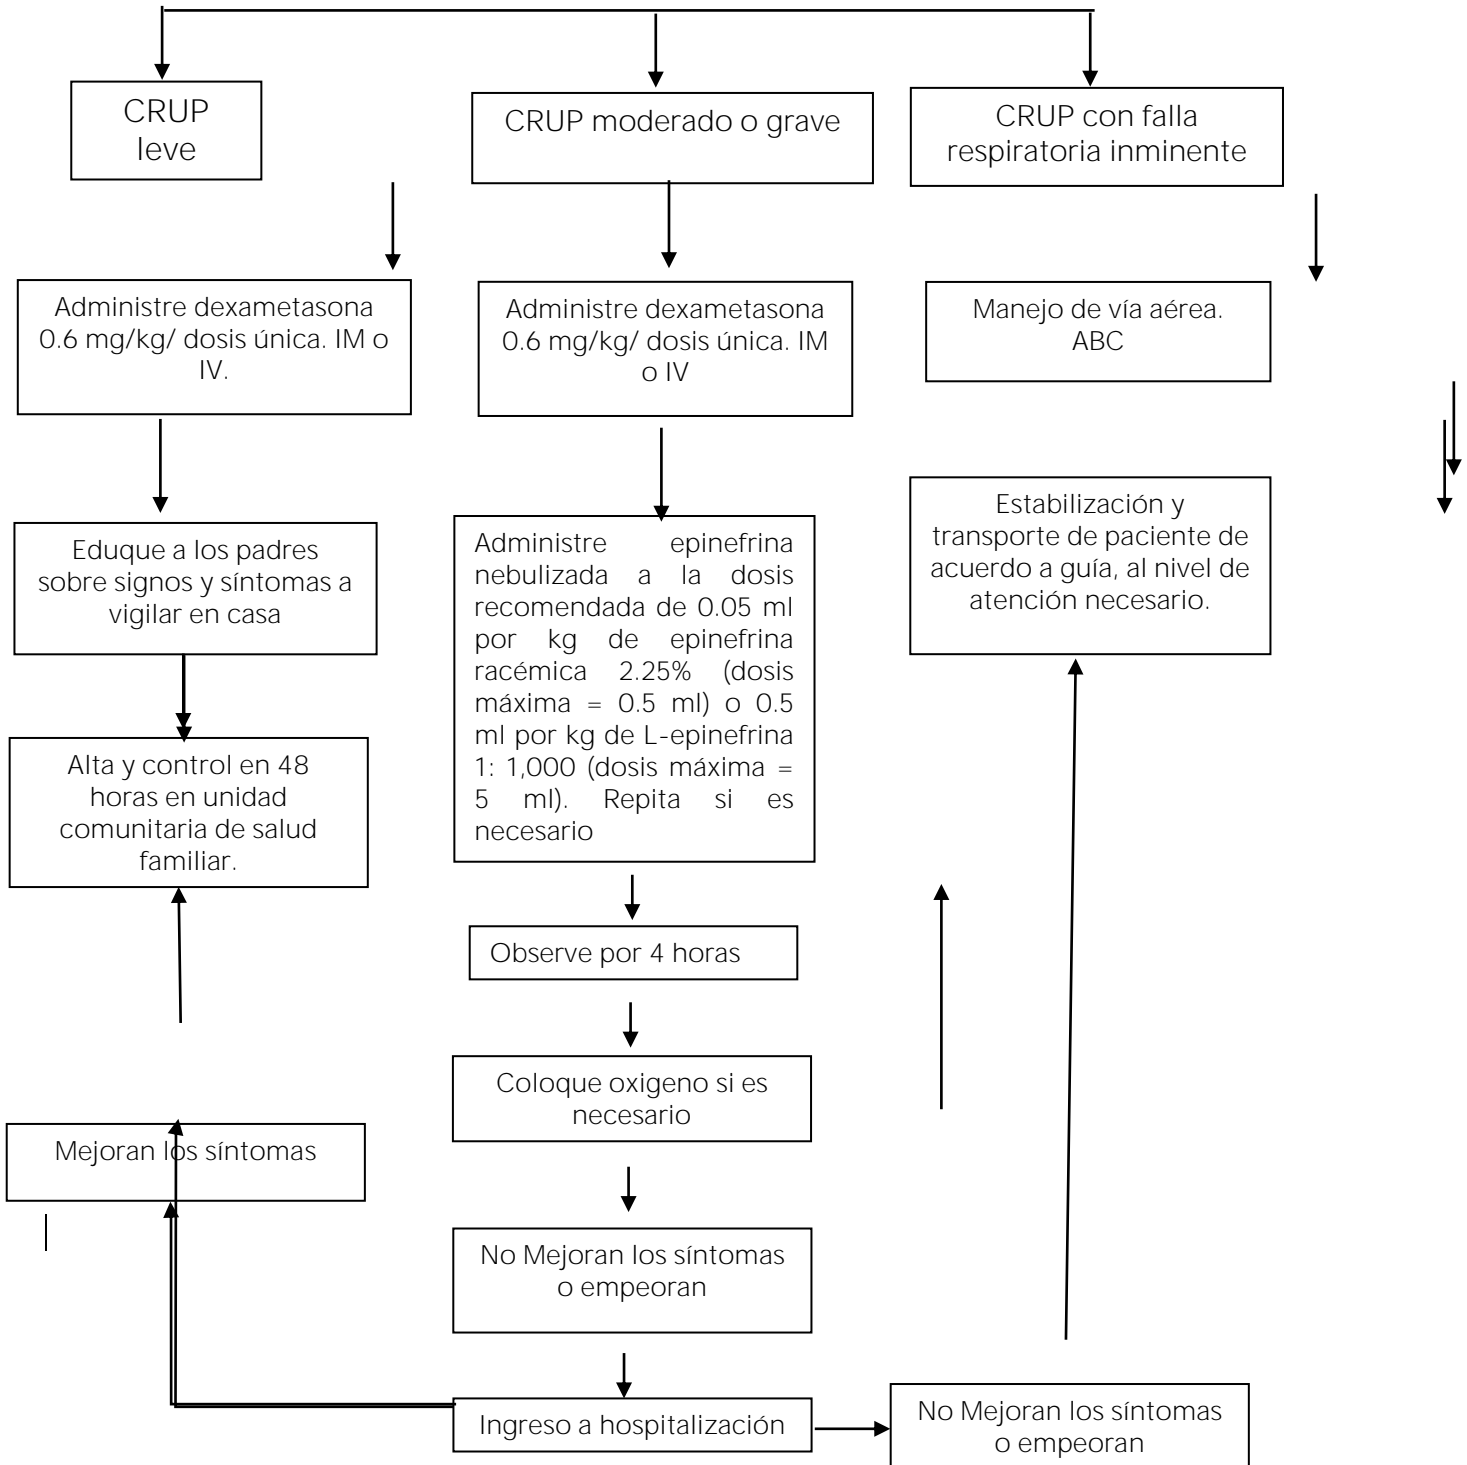 CRUP
leve
CRUP moderado o grave
CRUP con falla
respiratoria inminente
Administre dexametasona
0.6 mg/kg/ dosis única. IM o
IV.
Administre dexametasona
0.6 mg/kg/ dosis única. IM
o IV
Manejo de vía aérea.
ABC
Eduque a los padres
sobre signos y síntomas a
vigilar en casa
Administre epinefrina
nebulizada a la dosis
recomendada de 0.05 ml
por kg de epinefrina
racémica 2.25% (dosis
máxima = 0.5 ml) o 0.5
ml por kg de L-epinefrina
1: 1,000 (dosis máxima =
5 ml). Repita si es
necesario
Estabilización y
transporte de paciente de
acuerdo a guía, al nivel de
atención necesario.
Alta y control en 48
horas en unidad
comunitaria de salud
familiar.
Observe por 4 horas
Coloque oxigeno si es
necesario
Mejoran los síntomas
No Mejoran los síntomas
o empeoran
Ingreso a hospitalización
No Mejoran los síntomas
o empeoran